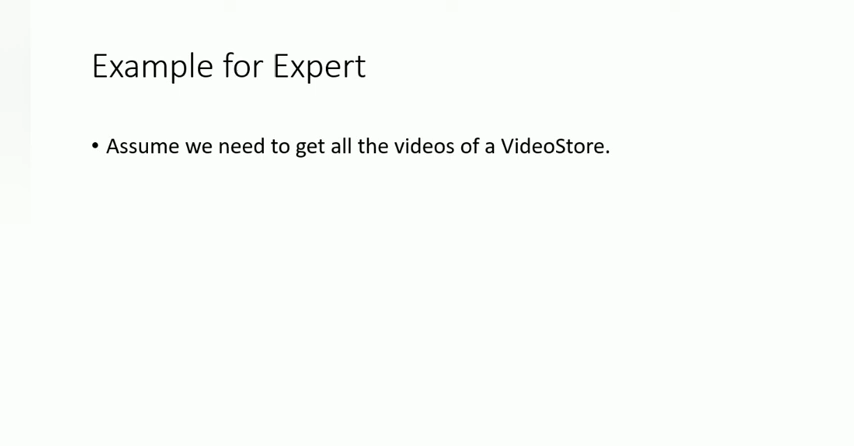 Example for Expert
• Assume we need to get all the videos of a VideoStore.